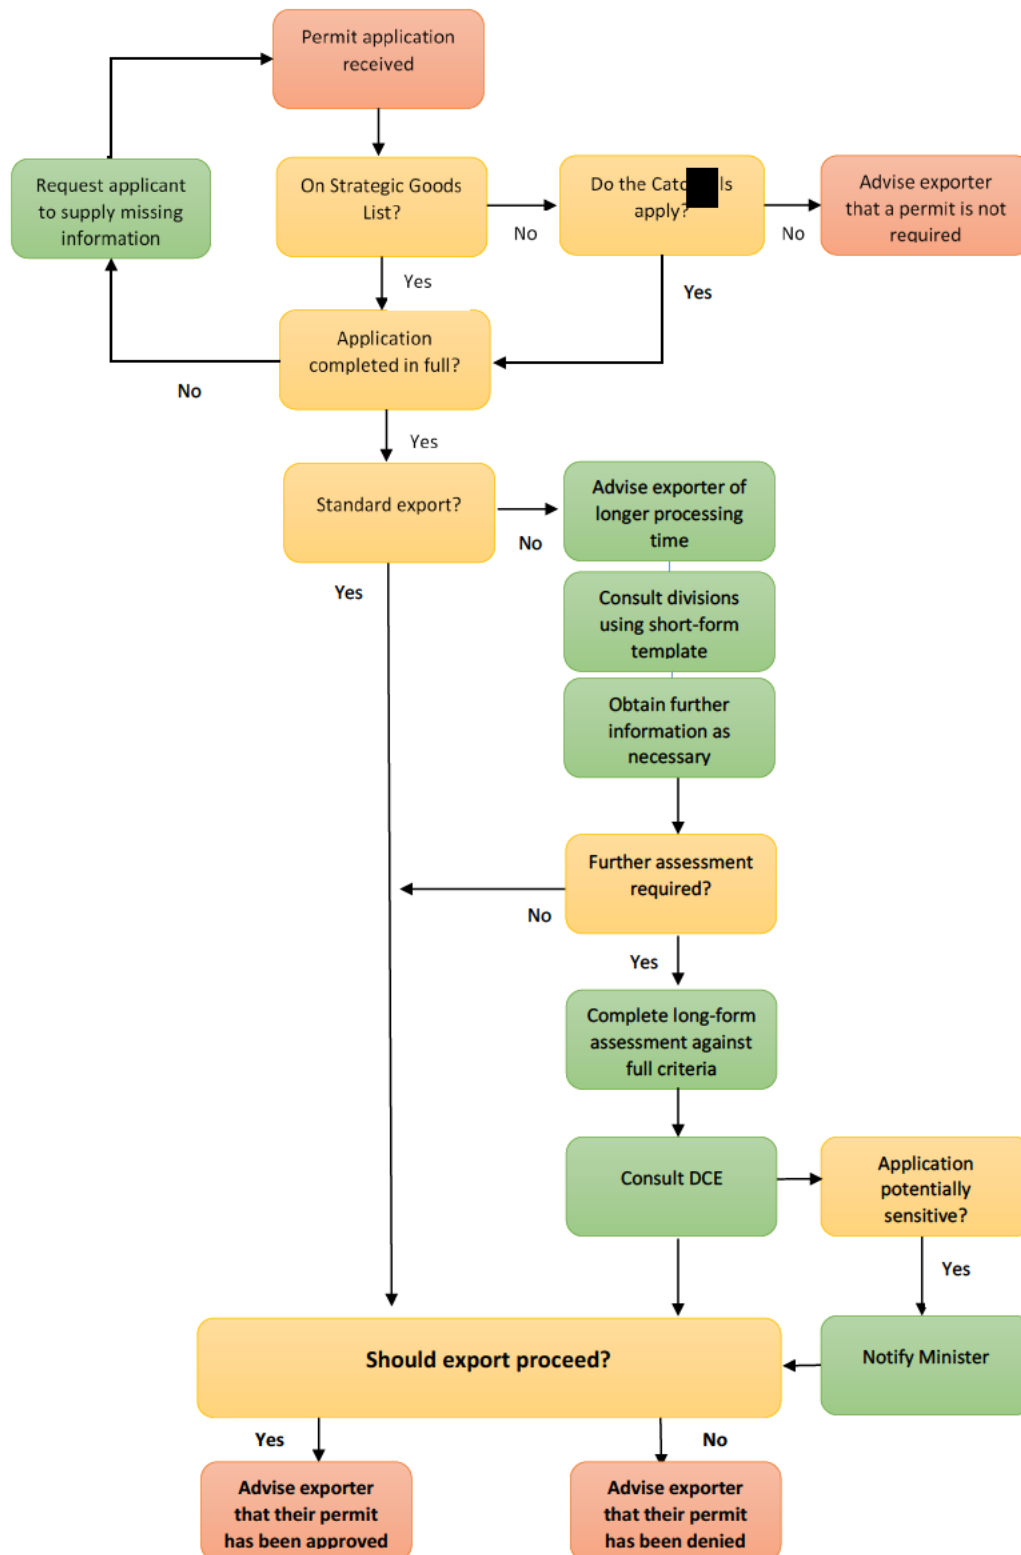 Permit application
received
Request applicant
to supply missing
information
On Strategic Goods
List?
Do the
apply?
Advise exporter
that a permit is not
required
No
No
Yes
Yes
Application
completed in full?
No
Yes
Standard export?
Advise exporter of
longer processing
time
No
Yes
Consult divisions
using short-form
template
Obtain further
information as
necessary
Further assessment
required?
No
Yes
Complete long-form
assessment against
full criteria
Consult DCE
Application
potentially
sensitive?
Yes
Should export proceed?
Notify Minister
Yes
No
Advise exporter
that their permit
has been approved
Advise exporter
that their permit
has been denied